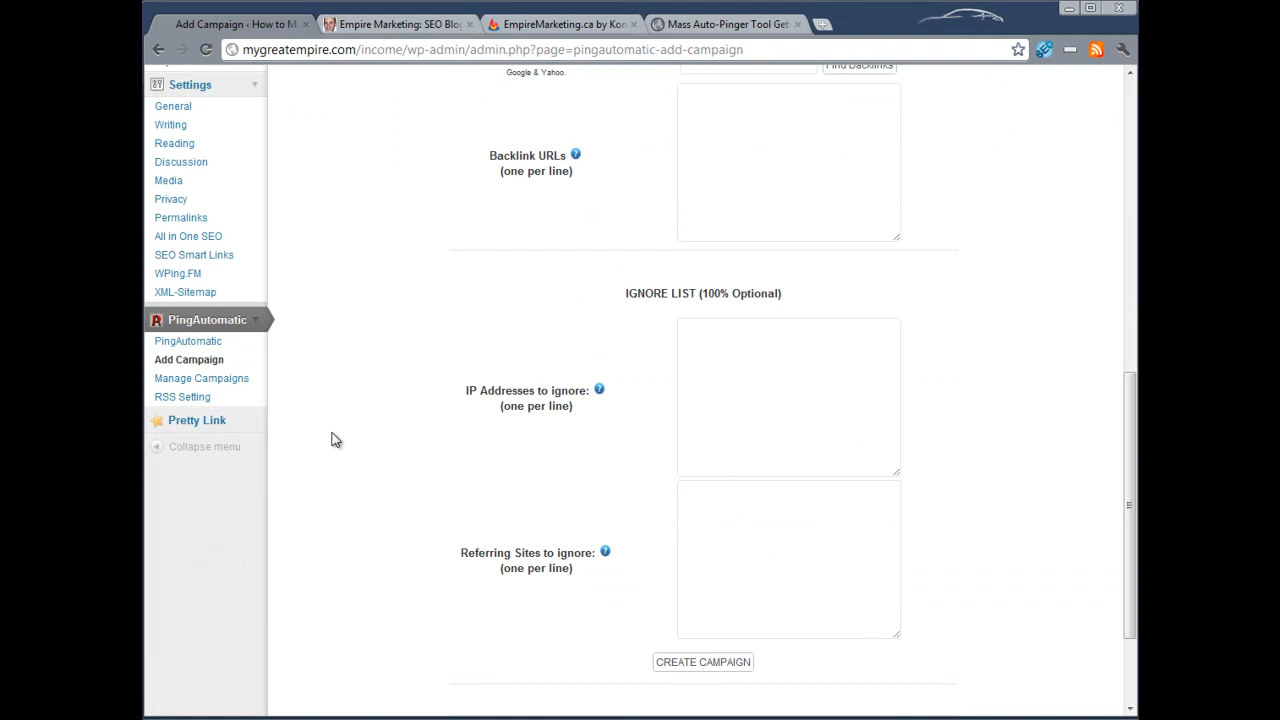 Add Campaign ‹ How to M
Empire Marketing: SEO Blog
EmpireMarketing.ca by Kon
Mass Auto-Pinger Tool Get
mygreatempire.com/income/wp-admin/admin.php?page=pingautomatic-add-campaign
Settings
General
Writing
Reading
Discussion
Media
Privacy
Permalinks
All in One SEO
SEO Smart Links
WPing.FM
XML-Sitemap
PingAutomatic
PingAutomatic
Add Campaign
Manage Campaigns
RSS Setting
Pretty Link
Collapse menu
Google & Yahoo.
Find Backlinks
Backlink URLs
(one per line)
IGNORE LIST (100% Optional)
IP Addresses to ignore:
(one per line)
Referring Sites to ignore:
(one per line)
CREATE CAMPAIGN